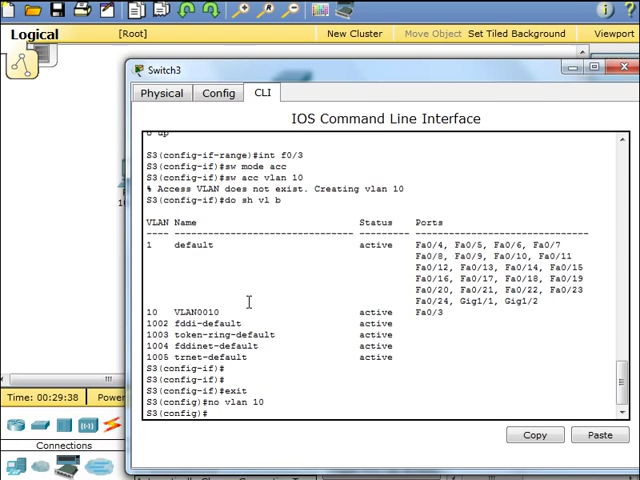 Logical
[Root]
New Cluster
Move Object
Set Tiled Background
Viewport
Switch3
Physical
Config
CLI
IOS Command Line Interface
S3(config-if-range)#int f0/3
S3(config-if)#sw mode acc
S3(config-if)#sw acc vlan 10
% Access VLAN does not exist. Creating vlan 10
S3(config-if)#do sh vl b
VLAN Name Status Ports
---- -------------------------------- --------- -------------------------------
1 default active Fa0/4, Fa0/5, Fa0/6, Fa0/7
Fa0/8, Fa0/9, Fa0/10, Fa0/11
Fa0/12, Fa0/13, Fa0/14, Fa0/15
Fa0/16, Fa0/17, Fa0/18, Fa0/19
Fa0/20, Fa0/21, Fa0/22, Fa0/23
Fa0/24, Gig1/1, Gig1/2
10 VLAN0010 active Fa0/3
1002 fddi-default active
1003 token-ring-default active
1004 fddinet-default active
1005 trnet-default active
S3(config-if)#
S3(config-if)#
S3(config-if)#exit
S3(config)#no vlan 10
S3(config)#
Copy
Paste
Time: 00:29:38
Power
Connections